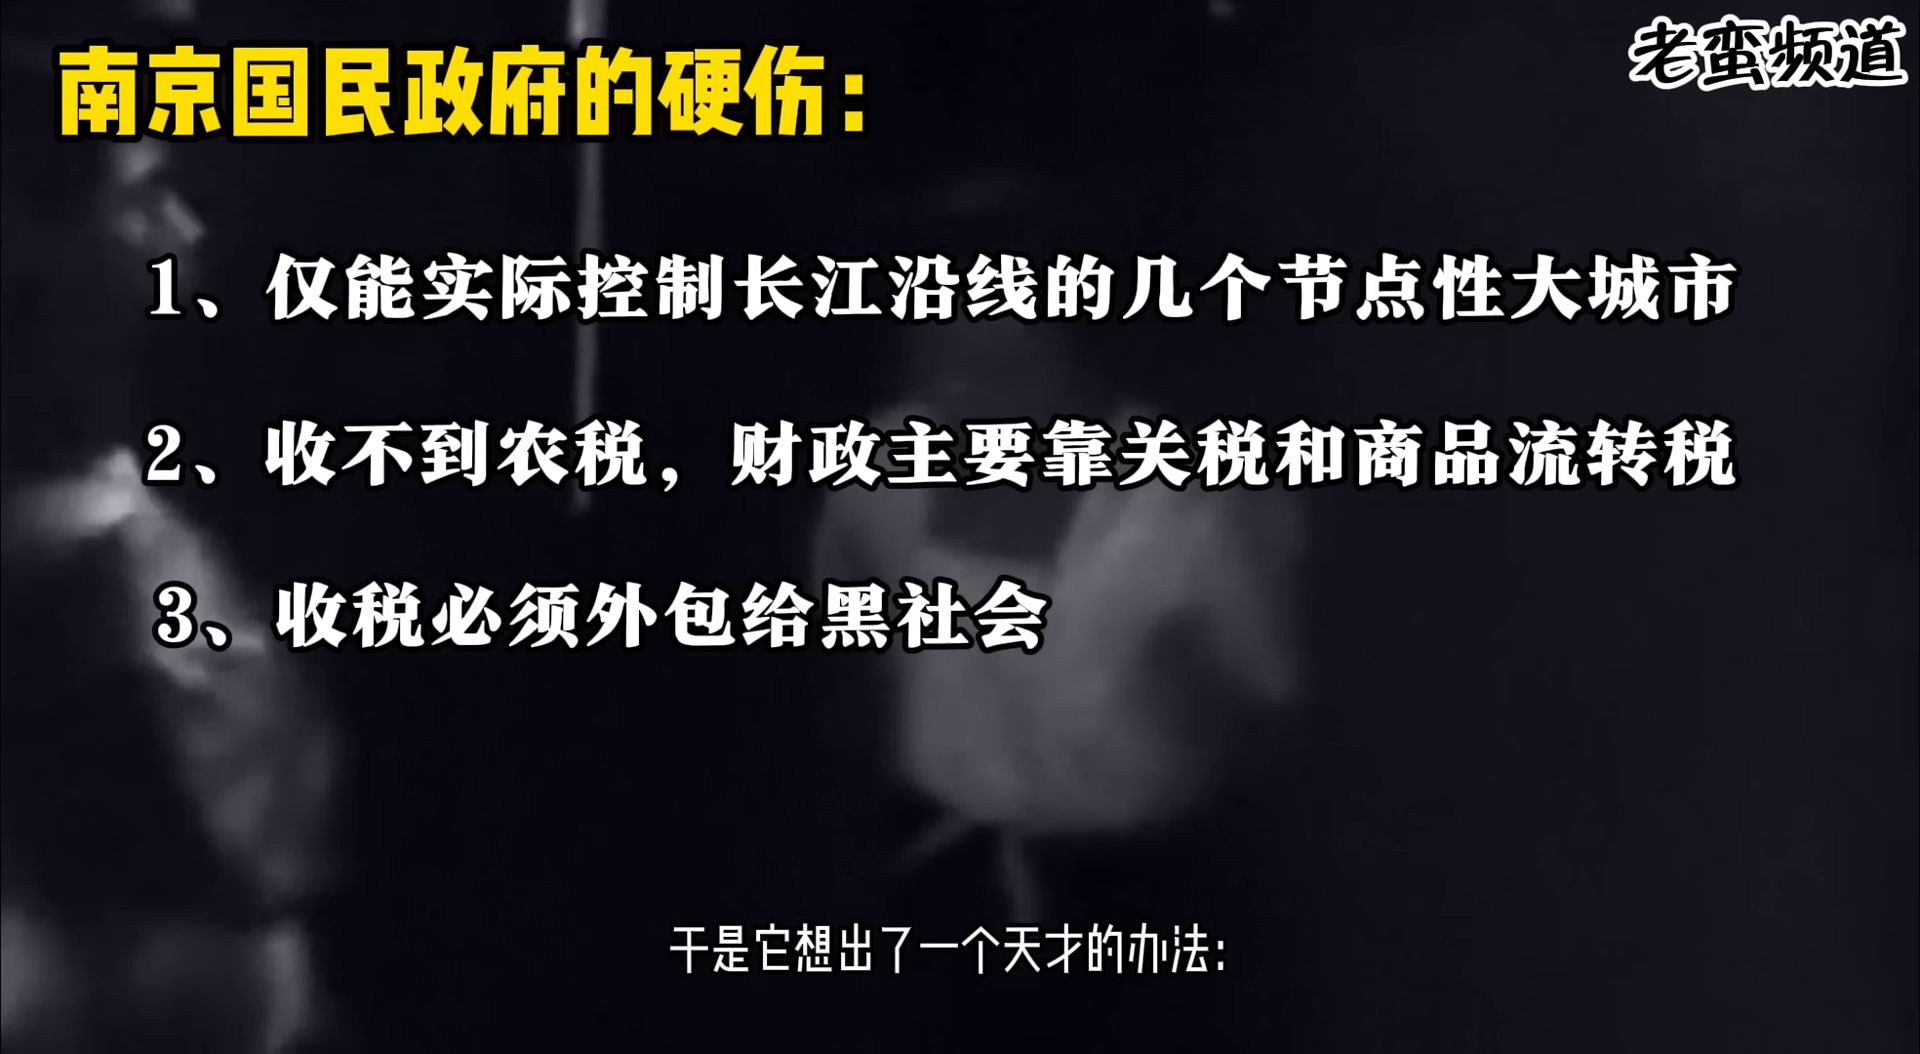 老蛮频道
南京国民政府的硬伤：
1、仅能实际控制长江沿线的几个节点性大城市
2、收不到农税，财政主要靠关税和商品流转税
3、收税必须外包给黑社会
于是它想出了一个天才的办法：